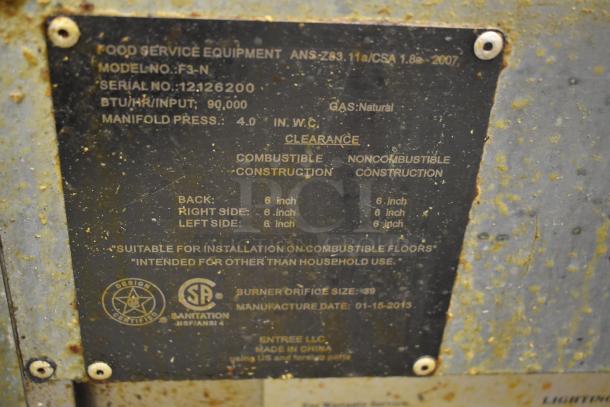 FOOD SERVICE EQUIPMENT ANS-Z83.11a/CSA 1.8a-2007
MODEL NO.:F3-N
SERIAL NO.:12126200
BTU/HR/INPUT; 90,000 GAS:Natural
MANIFOLD PRESS.: 4.0 IN.W.C.
CLEARANCE
COMBUSTIBLE NONCOMBUSTIBLE
CONSTRUCTION CONSTRUCTION
BACK: 6 inch 6 inch
RIGHT SIDE: 6 inch 6 inch
LEFT SIDE: 6 inch 6 inch
PCI
"SUITABLE FOR INSTALLATION ON COMBUSTIBLE FLOORS"
"INTENDED FOR OTHER THAN HOUSEHOLD USE."
DESIGN
CERTIFIED
SANITATION
NSF/ANSI 4
BURNER ORIFICE SIZE: 39
MANUFACTURE DATE: 01-15-2013
ENTREE LLC.
MADE IN CHINA
using US and foreign parts
LIGHTING